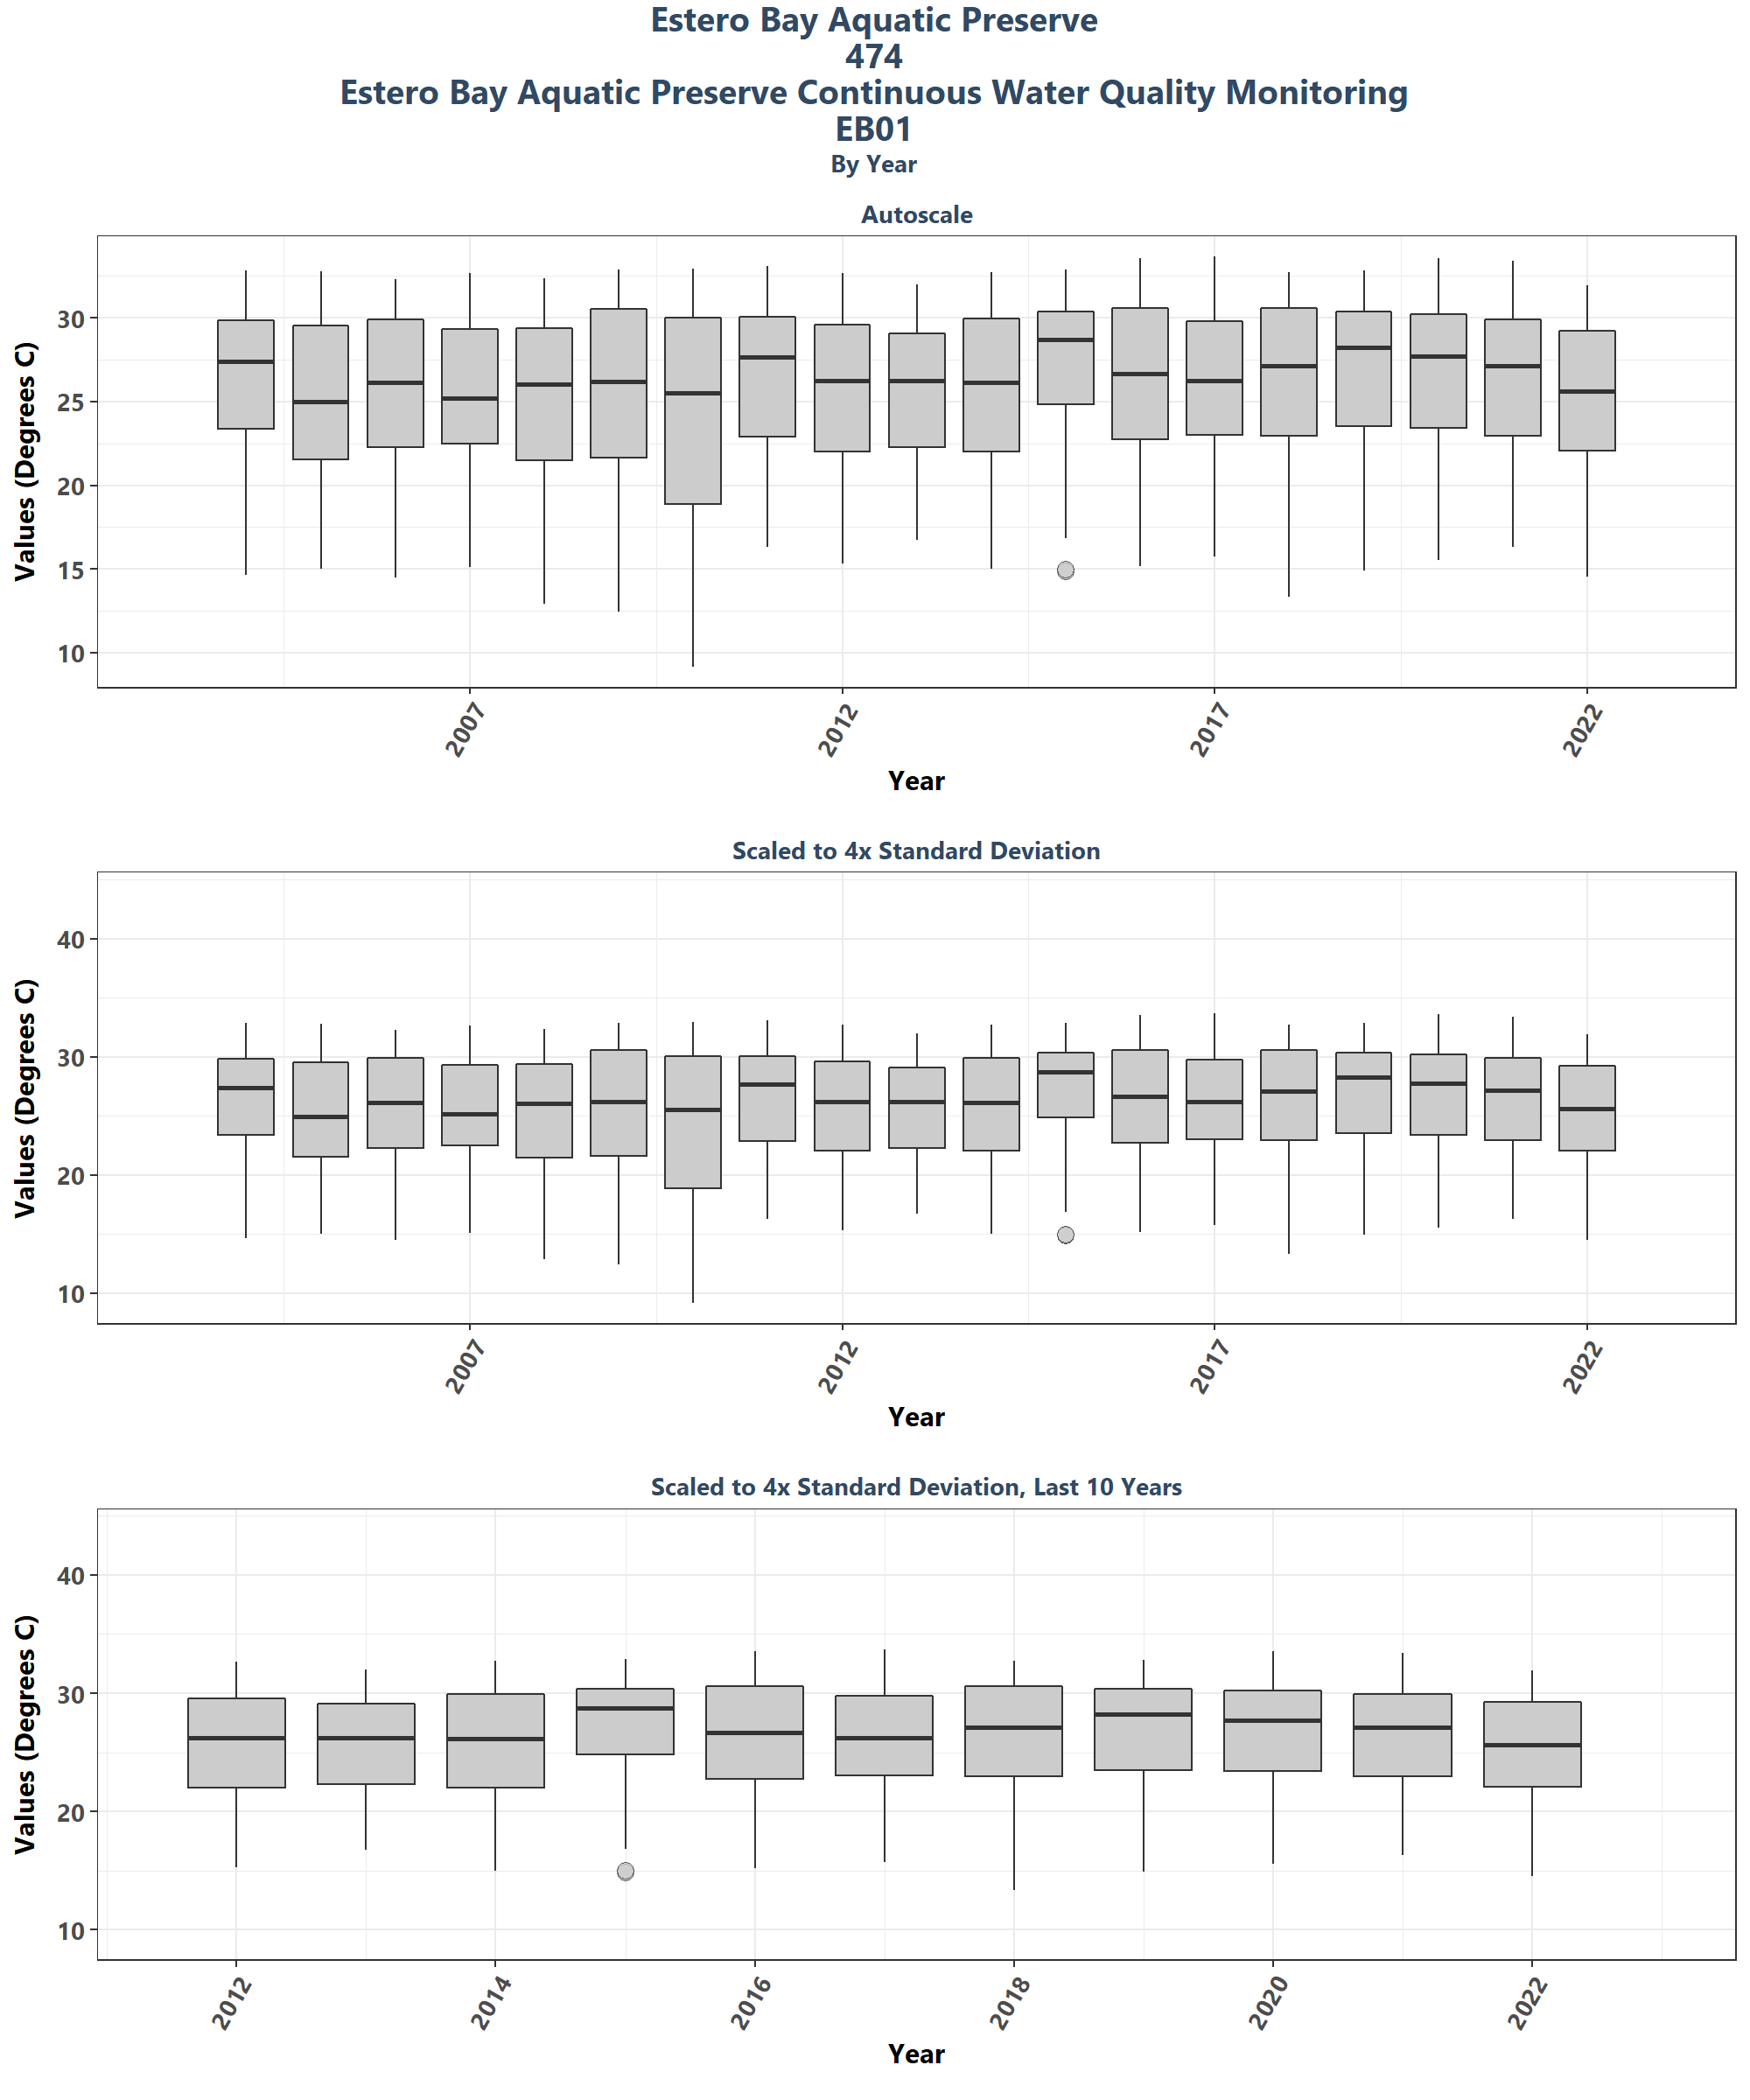 Estero Bay Aquatic Preserve
474
Estero Bay Aquatic Preserve Continuous Water Quality Monitoring
EB01
By Year
Autoscale
Values (Degrees C)
30
25
20
15
10
2007
2012
2017
2022
Year
Scaled to 4x Standard Deviation
Values (Degrees C)
40
30
20
10
2007
2012
2017
2022
Year
Scaled to 4x Standard Deviation, Last 10 Years
Values (Degrees C)
40
30
20
10
2012
2014
2016
2018
2020
2022
Year